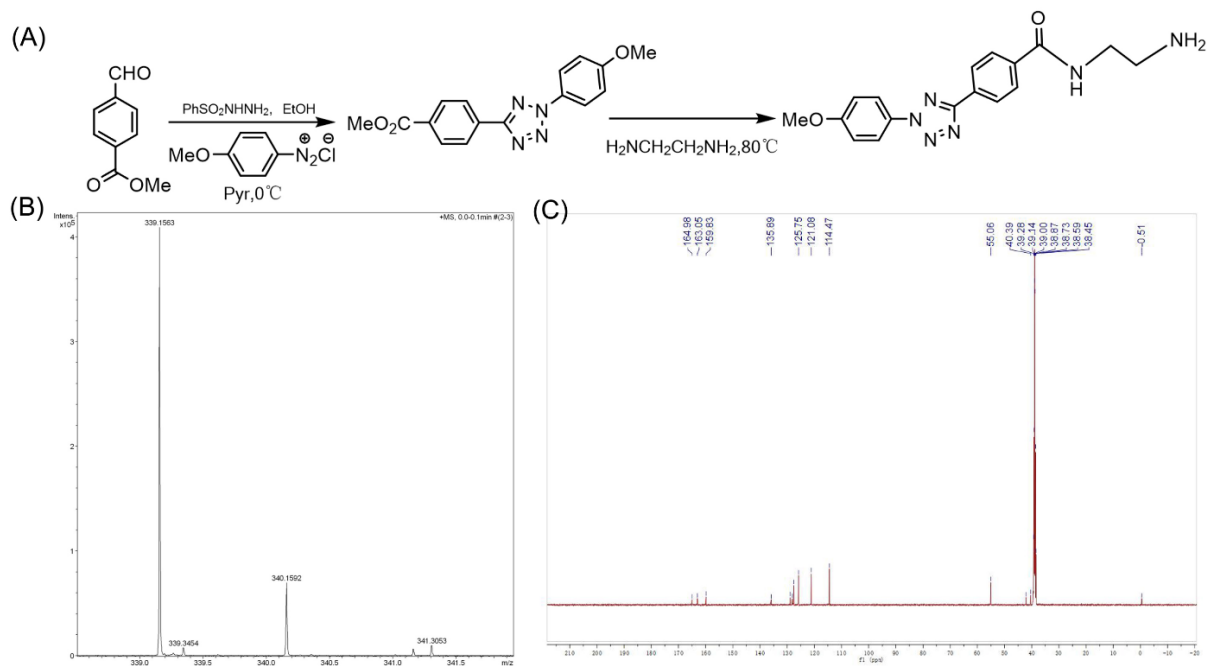 (A)
CHO
O
OMe
PhSO2NHNH2, EtOH
MeO
⊕ ⊖
N2Cl
Pyr,0℃
OMe
MeO2C
N
N
N
N
H2NCH2CH2NH2,80℃
O
NH2
N
H
MeO
N
N
N
N
(B)
Intens.
x10⁵
+MS, 0.0-0.1min #(2-3)
339.1563
4
3
2
1
0
339.3454
340.1592
341.3053
339.0 339.5 340.0 340.5 341.0 341.5 m/z
(C)
164.98
163.05
159.83
135.89
125.75
121.08
114.47
55.06
40.39
39.28
39.14
39.00
38.87
38.73
38.59
38.45
-0.51
210 200 190 180 170 160 150 140 130 120 110 100 90 80 70 60 50 40 30 20 10 0 -10 -20
f1 (ppm)